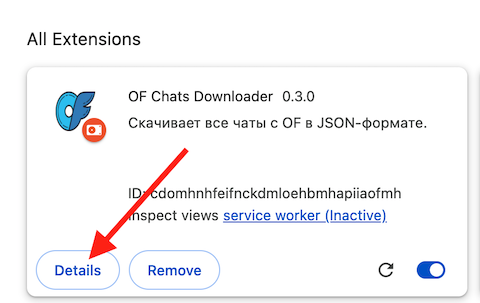 All Extensions
OF Chats Downloader 0.3.0
Скачивает все чаты с OF в JSON-формате.
ID: cdomhnhfeifnckdmloehbmhapiiaofmh
Inspect views service worker (Inactive)
Details Remove